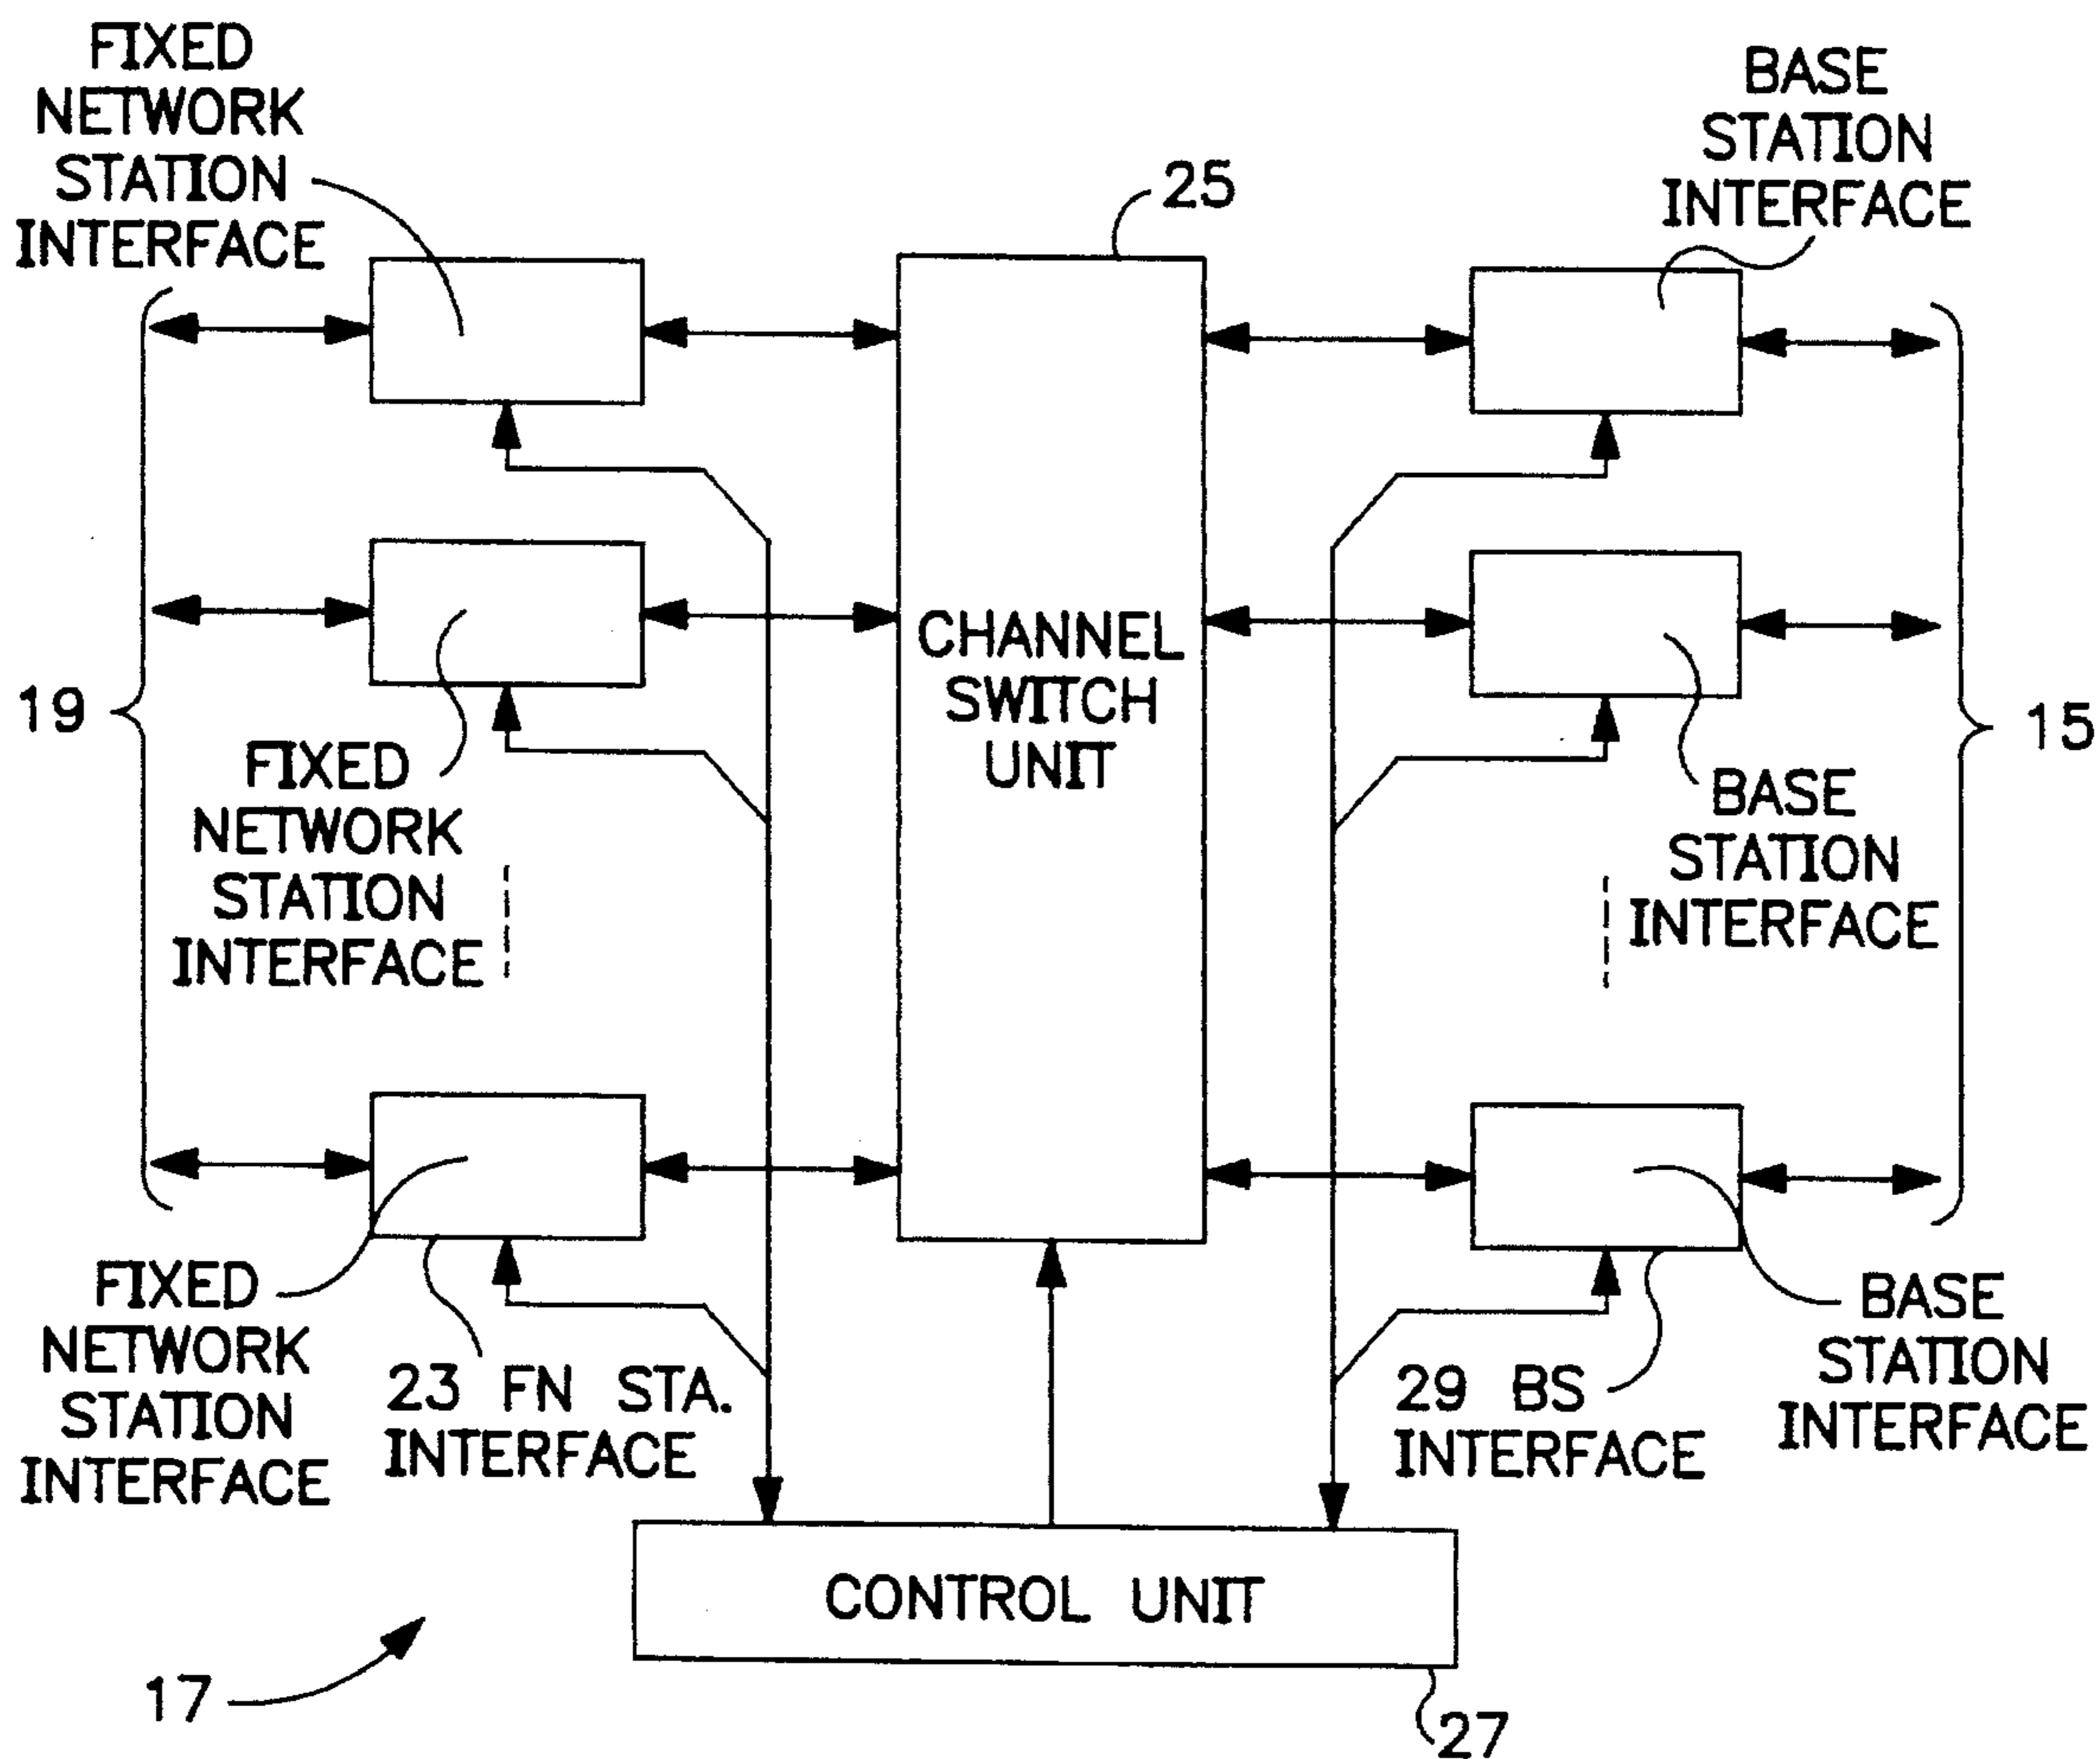 FIXED
NETWORK
STATION
INTERFACE
BASE
STATION
INTERFACE
25
19
CHANNEL
SWITCH
UNIT
15
FIXED
NETWORK
STATION
INTERFACE
BASE
STATION
INTERFACE
FIXED
NETWORK
STATION
INTERFACE
23 FN STA.
INTERFACE
29 BS
INTERFACE
BASE
STATION
INTERFACE
CONTROL UNIT
17
27